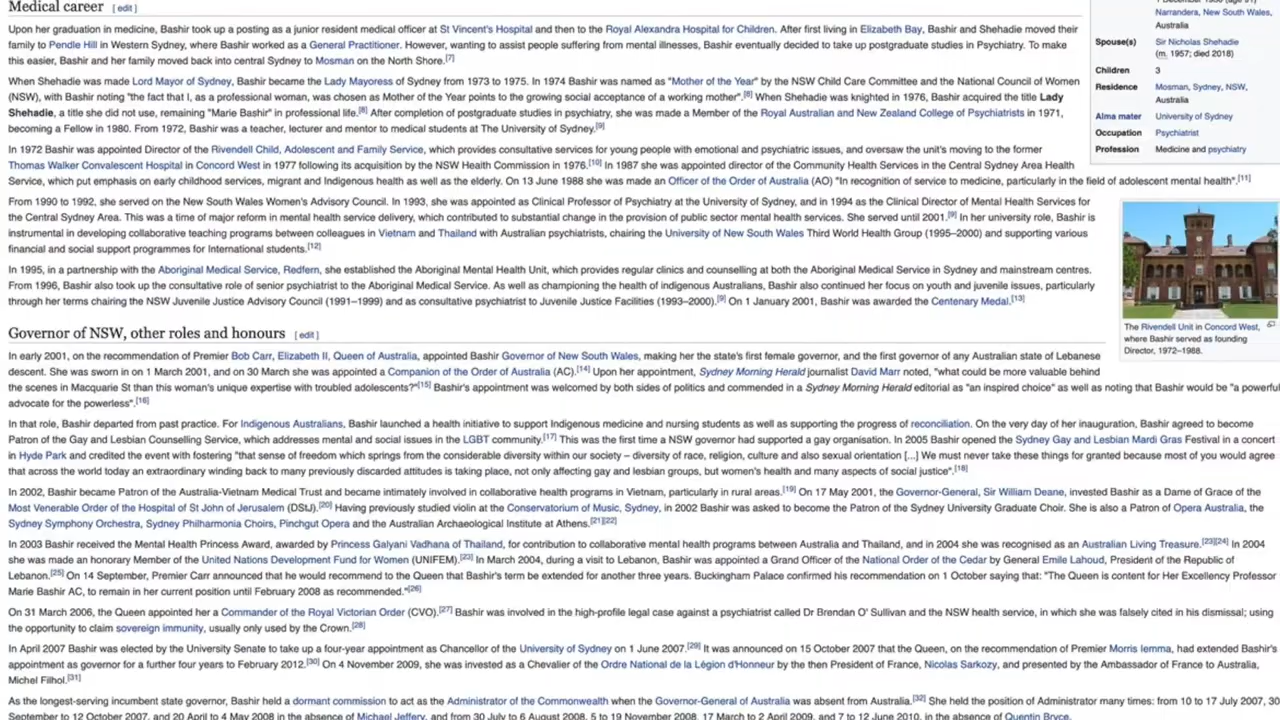 Medical career [ edit ]
Upon her graduation in medicine, Bashir took up a posting as a junior resident medical officer at St Vincent's Hospital and then to the Royal Alexandra Hospital for Children. After first living in Elizabeth Bay, Bashir and Shehadie moved their
family to Pendle Hill in Western Sydney, where Bashir worked as a General Practitioner. However, wanting to assist people suffering from mental illnesses, Bashir eventually decided to take up postgraduate studies in Psychiatry. To make
this easier, Bashir and her family moved back into central Sydney to Mosman on the North Shore.[7]
When Shehadie was made Lord Mayor of Sydney, Bashir became the Lady Mayoress of Sydney from 1973 to 1975. In 1974 Bashir was named as "Mother of the Year" by the NSW Child Care Committee and the National Council of Women
(NSW), with Bashir noting "the fact that I, as a professional woman, was chosen as Mother of the Year points to the growing social acceptance of a working mother".[8] When Shehadie was knighted in 1976, Bashir acquired the title Lady
Shehadie, a title she did not use, remaining "Marie Bashir" in professional life.[8] After completion of postgraduate studies in psychiatry, she was made a Member of the Royal Australian and New Zealand College of Psychiatrists in 1971,
becoming a Fellow in 1980. From 1972, Bashir was a teacher, lecturer and mentor to medical students at The University of Sydney.[9]
In 1972 Bashir was appointed Director of the Rivendell Child, Adolescent and Family Service, which provides consultative services for young people with emotional and psychiatric issues, and oversaw the unit's moving to the former
Thomas Walker Convalescent Hospital in Concord West in 1977 following its acquisition by the NSW Health Commission in 1976.[10] In 1987 she was appointed director of the Community Health Services in the Central Sydney Area Health
Service, which put emphasis on early childhood services, migrant and Indigenous health as well as the elderly. On 13 June 1988 she was made an Officer of the Order of Australia (AO) "In recognition of service to medicine, particularly in the field of adolescent mental health".[11]
From 1990 to 1992, she served on the New South Wales Women's Advisory Council. In 1993, she was appointed as Clinical Professor of Psychiatry at the University of Sydney, and in 1994 as the Clinical Director of Mental Health Services for
the Central Sydney Area. This was a time of major reform in mental health service delivery, which contributed to substantial change in the provision of public sector mental health services. She served until 2001.[9] In her university role, Bashir is
instrumental in developing collaborative teaching programs between colleagues in Vietnam and Thailand with Australian psychiatrists, chairing the University of New South Wales Third World Health Group (1995–2000) and supporting various
financial and social support programmes for International students.[12]
In 1995, in a partnership with the Aboriginal Medical Service, Redfern, she established the Aboriginal Mental Health Unit, which provides regular clinics and counselling at both the Aboriginal Medical Service in Sydney and mainstream centres.
From 1996, Bashir also took up the consultative role of senior psychiatrist to the Aboriginal Medical Service. As well as championing the health of indigenous Australians, Bashir also continued her focus on youth and juvenile issues, particularly
through her terms chairing the NSW Juvenile Justice Advisory Council (1991–1999) and as consultative psychiatrist to Juvenile Justice Facilities (1993–2000).[9] On 1 January 2001, Bashir was awarded the Centenary Medal.[13]
Narrandera, New South Wales,
Australia
Spouse(s) Sir Nicholas Shehadie
(m. 1957; died 2018)
Children 3
Residence Mosman, Sydney, NSW,
Australia
Alma mater University of Sydney
Occupation Psychiatrist
Profession Medicine and psychiatry
The Rivendell Unit in Concord West,
where Bashir served as founding
Director, 1972–1988.
Governor of NSW, other roles and honours [ edit ]
In early 2001, on the recommendation of Premier Bob Carr, Elizabeth II, Queen of Australia, appointed Bashir Governor of New South Wales, making her the state's first female governor, and the first governor of any Australian state of Lebanese
descent. She was sworn in on 1 March 2001, and on 30 March she was appointed a Companion of the Order of Australia (AC).[14] Upon her appointment, Sydney Morning Herald journalist David Marr noted, "what could be more valuable behind
the scenes in Macquarie St than this woman's unique expertise with troubled adolescents?"[15] Bashir's appointment was welcomed by both sides of politics and commended in a Sydney Morning Herald editorial as "an inspired choice" as well as noting that Bashir would be "a powerful
advocate for the powerless".[16]
In that role, Bashir departed from past practice. For Indigenous Australians, Bashir launched a health initiative to support Indigenous medicine and nursing students as well as supporting the progress of reconciliation. On the very day of her inauguration, Bashir agreed to become
Patron of the Gay and Lesbian Counselling Service, which addresses mental and social issues in the LGBT community.[17] This was the first time a NSW governor had supported a gay organisation. In 2005 Bashir opened the Sydney Gay and Lesbian Mardi Gras Festival in a concert
in Hyde Park and credited the event with fostering "that sense of freedom which springs from the considerable diversity within our society – diversity of race, religion, culture and also sexual orientation [...] We must never take these things for granted because most of you would agree
that across the world today an extraordinary winding back to many previously discarded attitudes is taking place, not only affecting gay and lesbian groups, but women's health and many aspects of social justice".[18]
In 2002, Bashir became Patron of the Australia-Vietnam Medical Trust and became intimately involved in collaborative health programs in Vietnam, particularly in rural areas.[19] On 17 May 2001, the Governor-General, Sir William Deane, invested Bashir as a Dame of Grace of the
Most Venerable Order of the Hospital of St John of Jerusalem (DStJ).[20] Having previously studied violin at the Conservatorium of Music, Sydney, in 2002 Bashir was asked to become the Patron of the Sydney University Graduate Choir. She is also a Patron of Opera Australia, the
Sydney Symphony Orchestra, Sydney Philharmonia Choirs, Pinchgut Opera and the Australian Archaeological Institute at Athens.[21][22]
In 2003 Bashir received the Mental Health Princess Award, awarded by Princess Galyani Vadhana of Thailand, for contribution to collaborative mental health programs between Australia and Thailand, and in 2004 she was recognised as an Australian Living Treasure.[23][24] In 2004
she was made an honorary Member of the United Nations Development Fund for Women (UNIFEM).[23] In March 2004, during a visit to Lebanon, Bashir was appointed a Grand Officer of the National Order of the Cedar by General Emile Lahoud, President of the Republic of
Lebanon.[25] On 14 September, Premier Carr announced that he would recommend to the Queen that Bashir's term be extended for another three years. Buckingham Palace confirmed his recommendation on 1 October saying that: "The Queen is content for Her Excellency Professor
Marie Bashir AC, to remain in her current position until February 2008 as recommended."[26]
On 31 March 2006, the Queen appointed her a Commander of the Royal Victorian Order (CVO).[27] Bashir was involved in the high-profile legal case against a psychiatrist called Dr Brendan O' Sullivan and the NSW health service, in which she was falsely cited in his dismissal; using
the opportunity to claim sovereign immunity, usually only used by the Crown.[28]
In April 2007 Bashir was elected by the University Senate to take up a four-year appointment as Chancellor of the University of Sydney on 1 June 2007.[29] It was announced on 15 October 2007 that the Queen, on the recommendation of Premier Morris Iemma, had extended Bashir's
appointment as governor for a further four years to February 2012.[30] On 4 November 2009, she was invested as a Chevalier of the Ordre National de la Légion d'Honneur by the then President of France, Nicolas Sarkozy, and presented by the Ambassador of France to Australia,
Michel Filhol.[31]
As the longest-serving incumbent state governor, Bashir held a dormant commission to act as the Administrator of the Commonwealth when the Governor-General of Australia was absent from Australia.[32] She held the position of Administrator many times: from 10 to 17 July 2007, 30
September to 12 October 2007, and 20 April to 4 May 2008 in the absence of Michael Jeffery, and from 30 July to 6 August 2008, 5 to 19 November 2008, 17 March to 2 April 2009, and 7 to 12 June 2010, in the absence of Quentin Bryce.